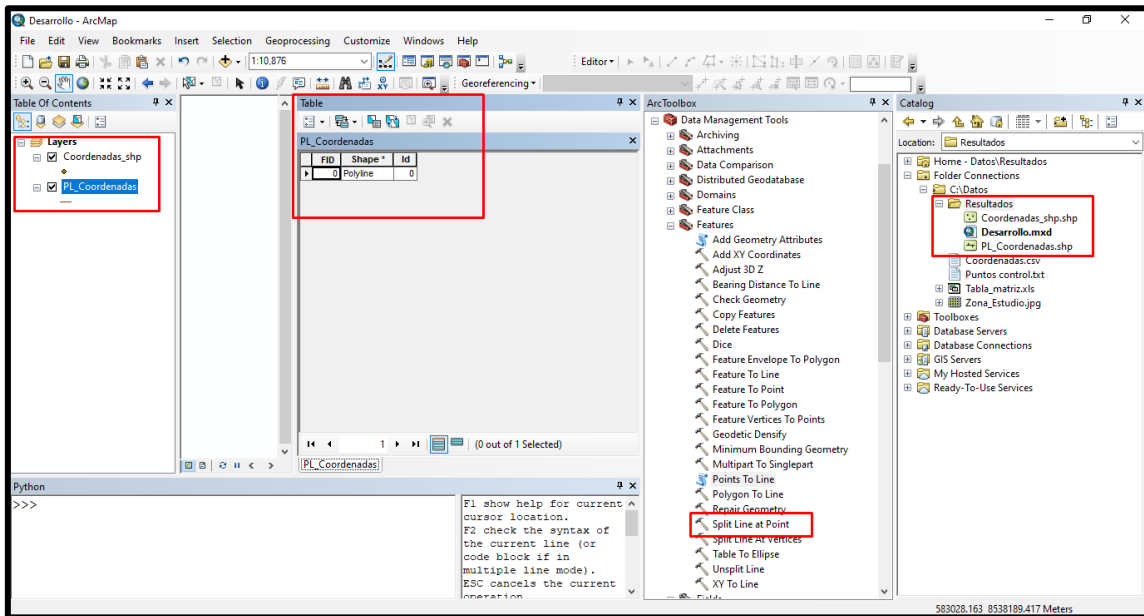 Desarrollo - ArcMap
File Edit View Bookmarks Insert Selection Geoprocessing Customize Windows Help
1:10,876
Editor
Georeferencing
Table Of Contents
Layers
Coordenadas_shp
PL_Coordenadas
Table
PL_Coordenadas
FID Shape * Id
0 Polyline 0
1
(0 out of 1 Selected)
PL_Coordenadas
Python
>>>
F1 show help for current
cursor location.
F2 check the syntax of
the current line (or
code block if in
multiple line mode).
ESC cancels the current
operation
ArcToolbox
Data Management Tools
Archiving
Attachments
Data Comparison
Distributed Geodatabase
Domains
Feature Class
Features
Add Geometry Attributes
Add XY Coordinates
Adjust 3D Z
Bearing Distance To Line
Check Geometry
Copy Features
Delete Features
Dice
Feature Envelope To Polygon
Feature To Line
Feature To Point
Feature To Polygon
Feature Vertices To Points
Geodetic Densify
Minimum Bounding Geometry
Multipart To Singlepart
Points To Line
Polygon To Line
Repair Geometry
Split Line at Point
Split Line At Vertices
Table To Ellipse
Unsplit Line
XY To Line
Fields
Catalog
Location: Resultados
Home - Datos\Resultados
Folder Connections
C:\Datos
Resultados
Coordenadas_shp.shp
Desarrollo.mxd
PL_Coordenadas.shp
Coordenadas.csv
Puntos control.txt
Tabla_matriz.xls
Zona_Estudio.jpg
Toolboxes
Database Servers
Database Connections
GIS Servers
My Hosted Services
Ready-To-Use Services
583028.163 8538189.417 Meters